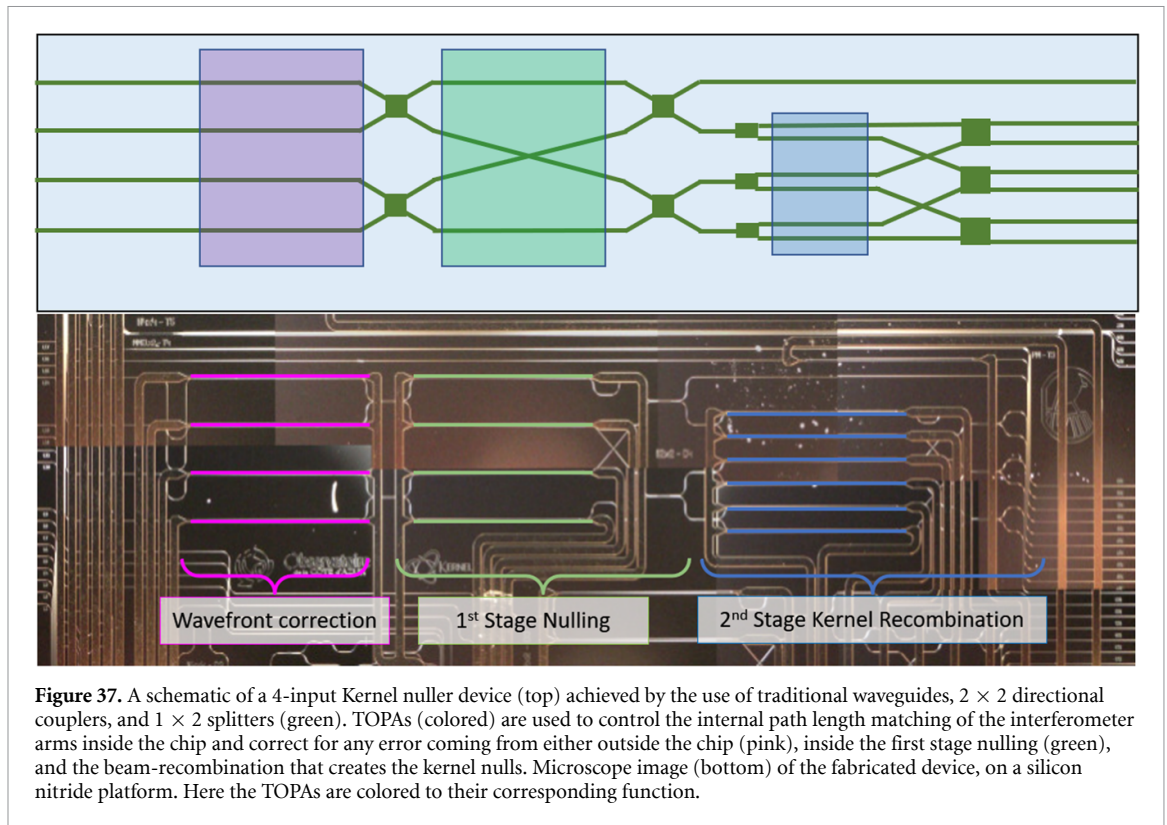 Wavefront correction
1st Stage Nulling
2nd Stage Kernel Recombination
KERNEL
Figure 37. A schematic of a 4-input Kernel nuller device (top) achieved by the use of traditional waveguides, 2 × 2 directional
couplers, and 1 × 2 splitters (green). TOPAs (colored) are used to control the internal path length matching of the interferometer
arms inside the chip and correct for any error coming from either outside the chip (pink), inside the first stage nulling (green),
and the beam-recombination that creates the kernel nulls. Microscope image (bottom) of the fabricated device, on a silicon
nitride platform. Here the TOPAs are colored to their corresponding function.